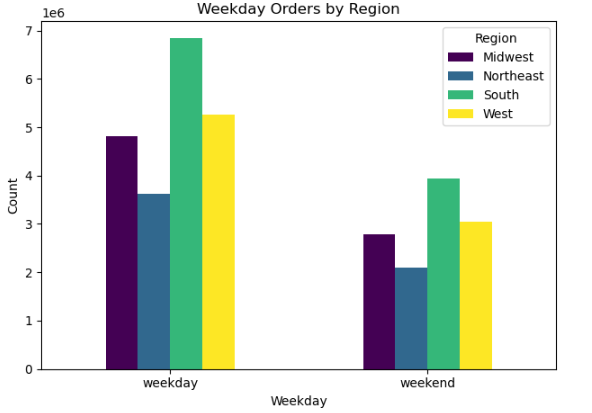 Weekday Orders by Region
1e6
7
6
5
4
3
2
1
0
Count
Region
Midwest
Northeast
South
West
weekday
weekend
Weekday